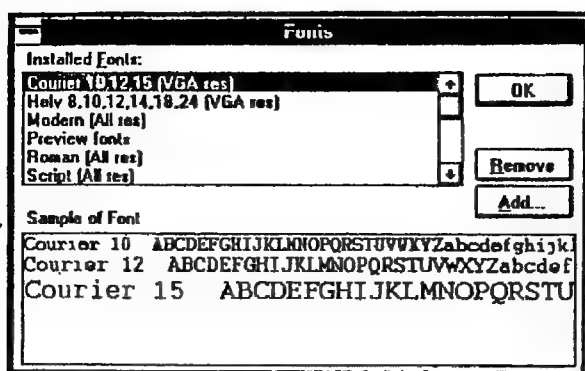 Fonts
Installed Fonts:
Courier 10,12,15 (VGA res)
Helv 8,10,12,14,18,24 (VGA res)
Modern (All res)
Preview fonts
Roman (All res)
Script (All res)
OK
Remove
Add...
Sample of Font
Courier 10 ABCDEFGHIJKLMNOPQRSTUVWXYZabcdefghijkl
Courier 12 ABCDEFGHIJKLMNOPQRSTUVWXYZabcdef
Courier 15 ABCDEFGHIJKLMNOPQRSTU